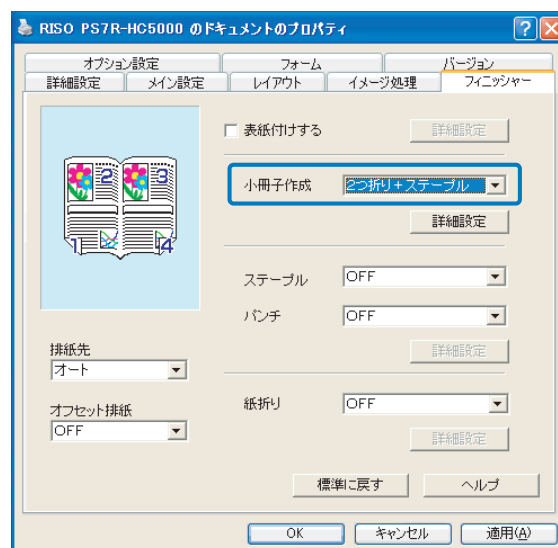 RISO PS7R-HC5000 のドキュメントのプロパティ
オプション設定 フォーム バージョン
詳細設定 メイン設定 レイアウト イメージ処理 フィニッシャー
表紙付けする 詳細設定
小冊子作成 2つ折り+ステープル
詳細設定
2 3
1 4
ステープル OFF
パンチ OFF
詳細設定
排紙先
オート
紙折り OFF
オフセット排紙
OFF
詳細設定
標準に戻す ヘルプ
OK キャンセル 適用(A)